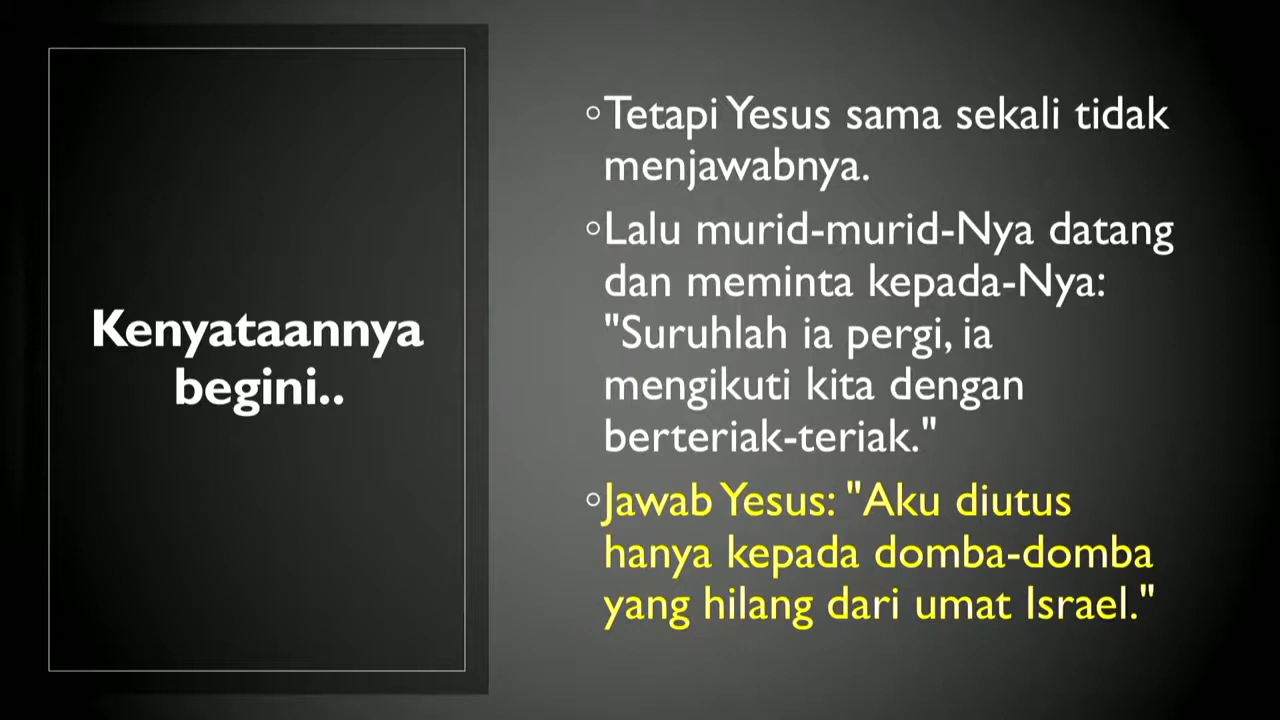 Kenyataannya
begini..
◦Tetapi Yesus sama sekali tidak
menjawabnya.
◦Lalu murid-murid-Nya datang
dan meminta kepada-Nya:
"Suruhlah ia pergi, ia
mengikuti kita dengan
berteriak-teriak."
◦Jawab Yesus: "Aku diutus
hanya kepada domba-domba
yang hilang dari umat Israel."